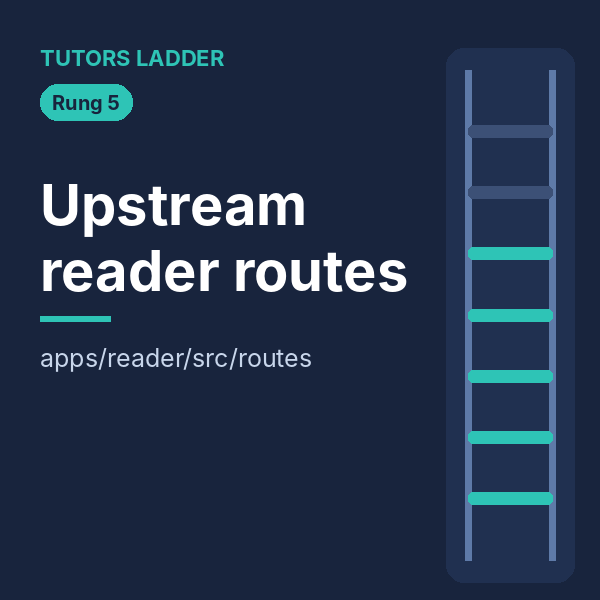 TUTORS LADDER
Rung 5
Upstream
reader routes
apps/reader/src/routes